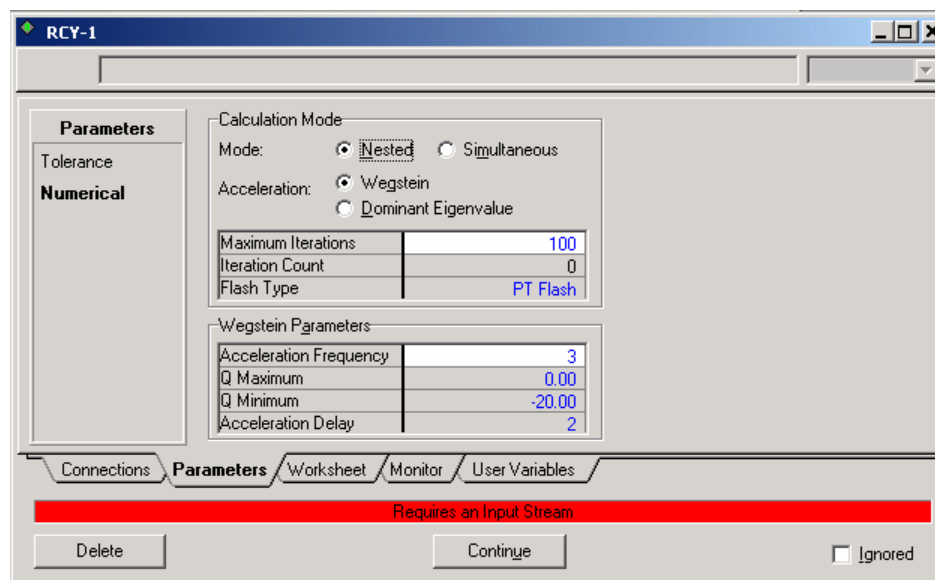 RCY-1
Parameters
Tolerance
Numerical
Calculation Mode
Mode: Nested Simultaneous
Acceleration: Wegstein
Dominant Eigenvalue
Maximum Iterations 100
Iteration Count 0
Flash Type PT Flash
Wegstein Parameters
Acceleration Frequency 3
Q Maximum 0.00
Q Minimum -20.00
Acceleration Delay 2
Connections Parameters Worksheet Monitor User Variables
Requires an Input Stream
Delete Continue Ignored